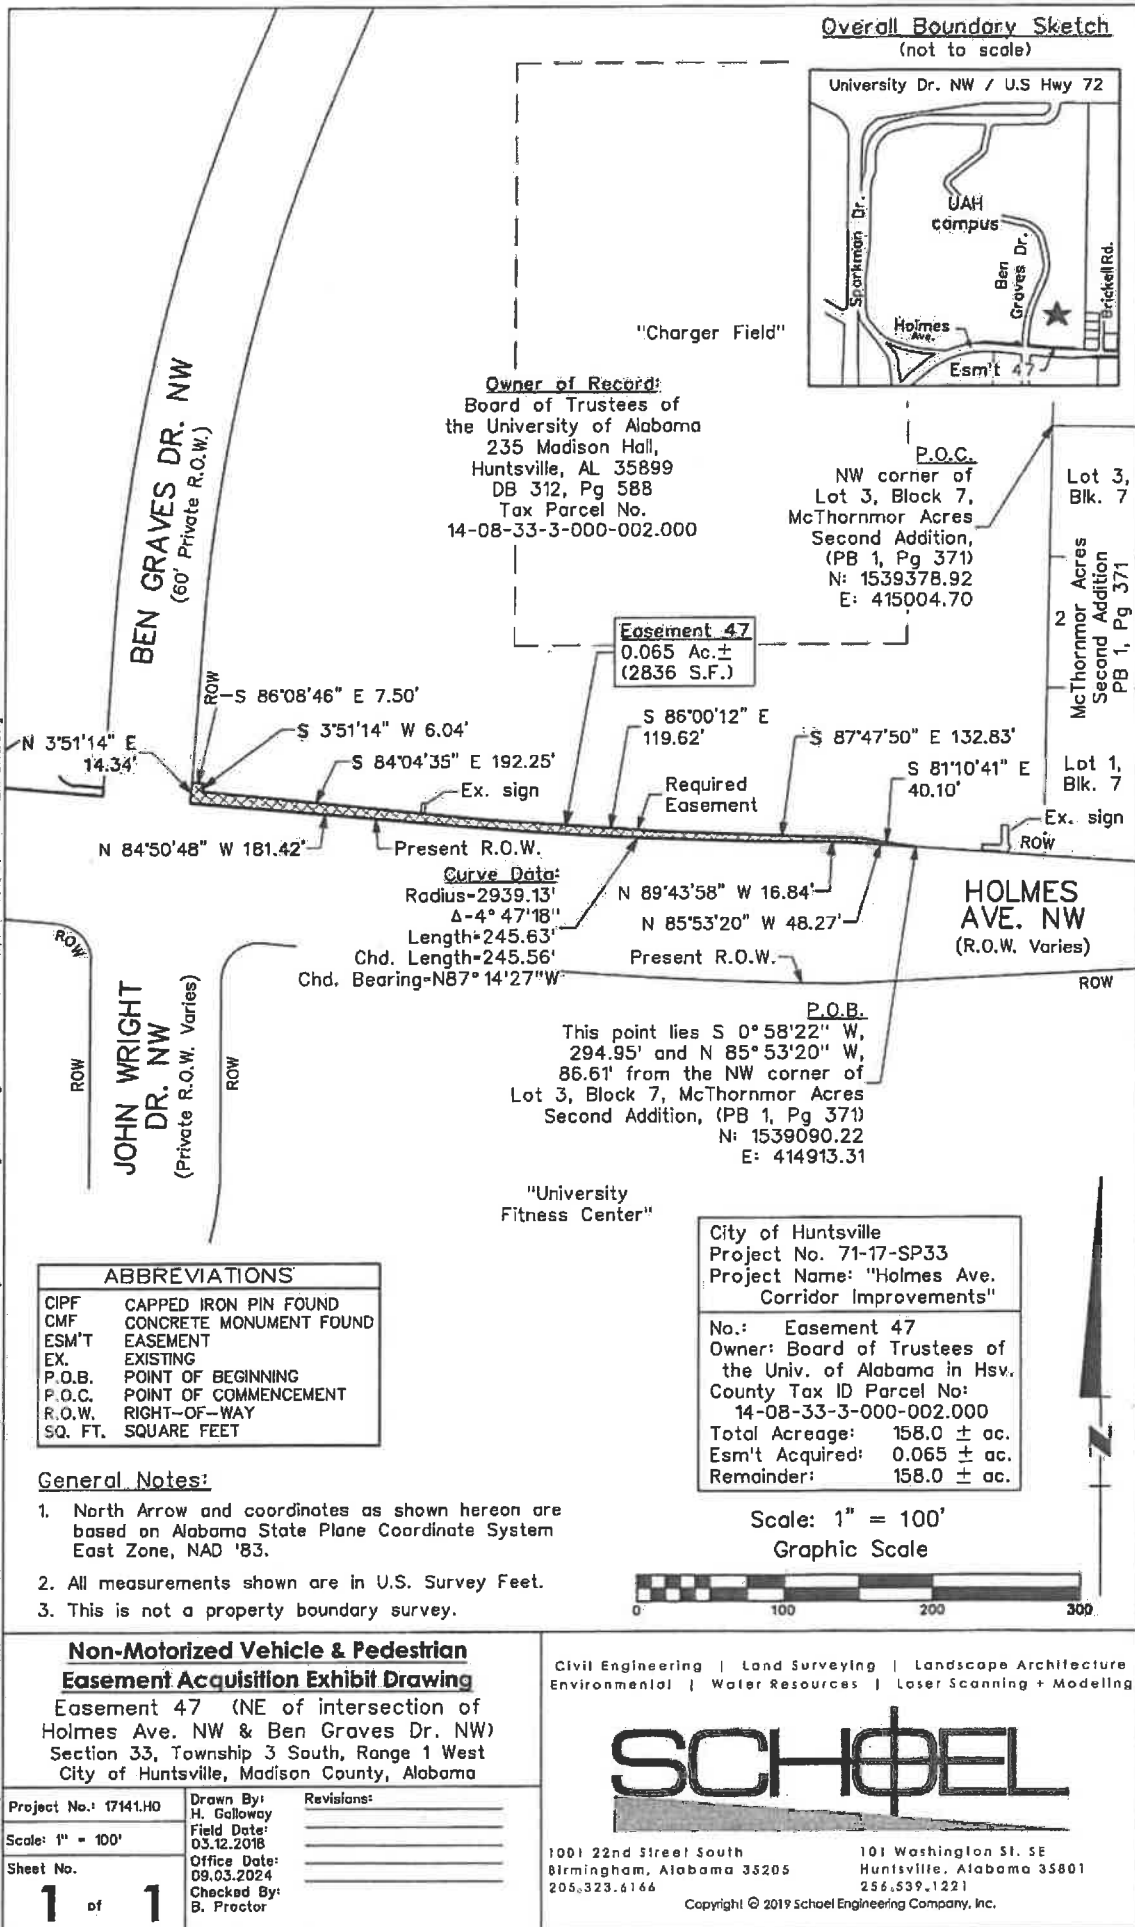 Overall Boundary Sketch
(not to scale)
University Dr. NW / U.S Hwy 72
UAH
campus
Sparkman Dr.
Ben
Graves Dr.
Brickell Rd.
Holmes
Ave.
Esm't 47
"Charger Field"
Owner of Record:
Board of Trustees of
the University of Alabama
235 Madison Hall,
Huntsville, AL 35899
DB 312, Pg 588
Tax Parcel No.
14-08-33-3-000-002.000
P.O.C.
NW corner of
Lot 3, Block 7,
McThornmor Acres
Second Addition,
(PB 1, Pg 371)
N: 1539378.92
E: 415004.70
Lot 3,
Blk. 7
2
McThornmor Acres
Second Addition
PB 1, Pg 371
Lot 1,
Blk. 7
BEN GRAVES DR. NW
(60' Private R.O.W.)
Easement 47
0.065 Ac.±
(2836 S.F.)
ROW
S 86°08'46" E 7.50'
S 3°51'14" W 6.04'
N 3°51'14" E
14.34'
S 84°04'35" E 192.25'
S 86°00'12" E
119.62'
S 87°47'50" E 132.83'
S 81°10'41" E
40.10'
Ex. sign
Required
Easement
Ex. sign
ROW
N 84°50'48" W 181.42'
Present R.O.W.
Curve Data:
Radius=2939.13'
Δ=4° 47'18"
Length=245.63'
Chd. Length=245.56'
Chd. Bearing=N87° 14'27"W
N 89°43'58" W 16.84'
N 85°53'20" W 48.27'
HOLMES
AVE. NW
(R.O.W. Varies)
Present R.O.W.
ROW
ROW
JOHN WRIGHT
DR. NW
(Private R.O.W. Varies)
ROW
ROW
P.O.B.
This point lies S 0° 58'22" W,
294.95' and N 85° 53'20" W,
86.61' from the NW corner of
Lot 3, Block 7, McThornmor Acres
Second Addition, (PB 1, Pg 371)
N: 1539090.22
E: 414913.31
"University
Fitness Center"
ABBREVIATIONS
CIPF CAPPED IRON PIN FOUND
CMF CONCRETE MONUMENT FOUND
ESM'T EASEMENT
EX. EXISTING
P.O.B. POINT OF BEGINNING
P.O.C. POINT OF COMMENCEMENT
R.O.W. RIGHT-OF-WAY
SQ. FT. SQUARE FEET
City of Huntsville
Project No. 71-17-SP33
Project Name: "Holmes Ave.
Corridor Improvements"
No.: Easement 47
Owner: Board of Trustees of
the Univ. of Alabama in Hsv.
County Tax ID Parcel No:
14-08-33-3-000-002.000
Total Acreage: 158.0 ± ac.
Esm't Acquired: 0.065 ± ac.
Remainder: 158.0 ± ac.
N
General Notes:
1. North Arrow and coordinates as shown hereon are
based on Alabama State Plane Coordinate System
East Zone, NAD '83.
2. All measurements shown are in U.S. Survey Feet.
3. This is not a property boundary survey.
Scale: 1" = 100'
Graphic Scale
0 100 200 300
Non-Motorized Vehicle & Pedestrian
Easement Acquisition Exhibit Drawing
Easement 47 (NE of intersection of
Holmes Ave. NW & Ben Graves Dr. NW)
Section 33, Township 3 South, Range 1 West
City of Huntsville, Madison County, Alabama
Project No.: 17141.HO
Scale: 1" = 100'
Sheet No.
1 of 1
Drawn By:
H. Galloway
Field Date:
03.12.2018
Office Date:
09.03.2024
Checked By:
B. Proctor
Revisions:
Civil Engineering | Land Surveying | Landscape Architecture
Environmental | Water Resources | Laser Scanning + Modeling
SCHOEL
1001 22nd Street South
Birmingham, Alabama 35205
205.323.6166
101 Washington St. SE
Huntsville, Alabama 35801
256.539.1221
Copyright © 2019 Schoel Engineering Company, Inc.